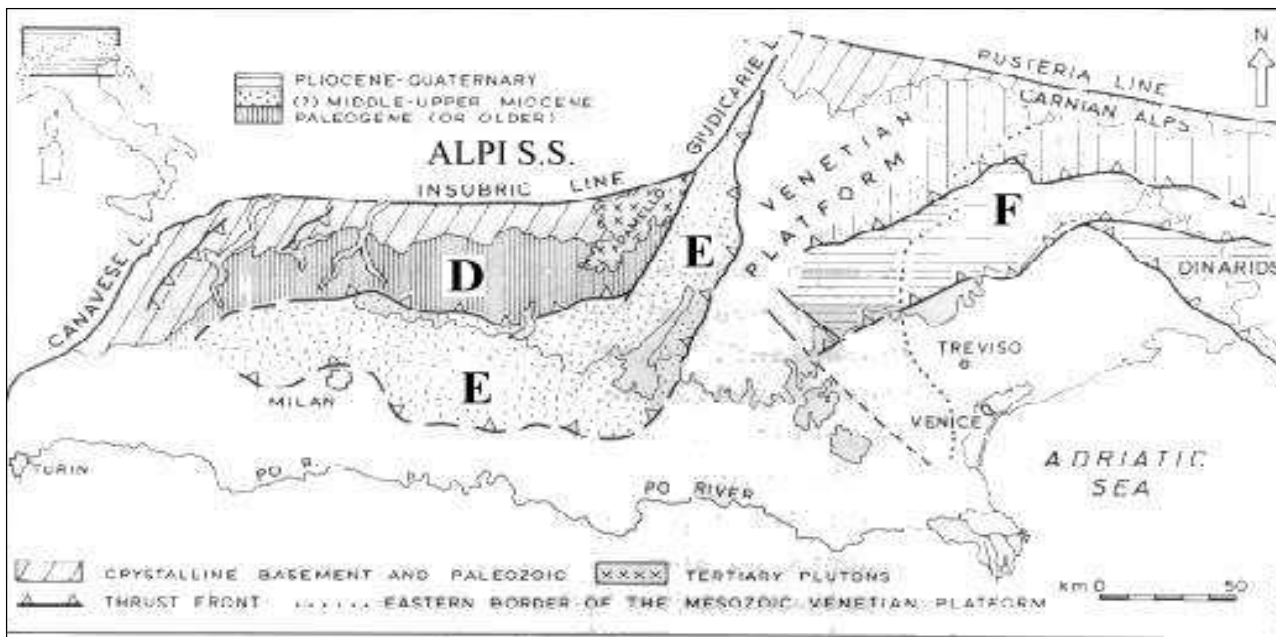 N
PLIOCENE-QUATERNARY
(?) MIDDLE-UPPER MIOCENE
PALEOGENE (OR OLDER)
PUSTERIA LINE
CARNIAN ALPS
GIUDICARIE L.
ALPI S.S.
INSUBRIC LINE
ADAMELLO
VENETIAN
PLATFORM
CANAVESE L.
D
E
F
DINARIDS
E
MILAN
TREVISO
VENICE
TURIN
PO R.
PO RIVER
ADRIATIC
SEA
CRYSTALLINE BASEMENT AND PALEOZOIC
TERTIARY PLUTONS
THRUST FRONT
EASTERN BORDER OF THE MESOZOIC VENETIAN PLATFORM
km 0 50